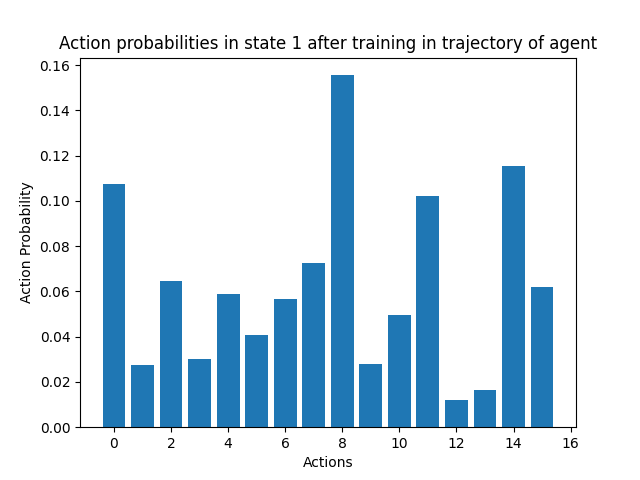 Action probabilities in state 1 after training in trajectory of agent
0.16
0.14
0.12
0.10
0.08
0.06
0.04
0.02
0.00
Action Probability
0 2 4 6 8 10 12 14 16
Actions